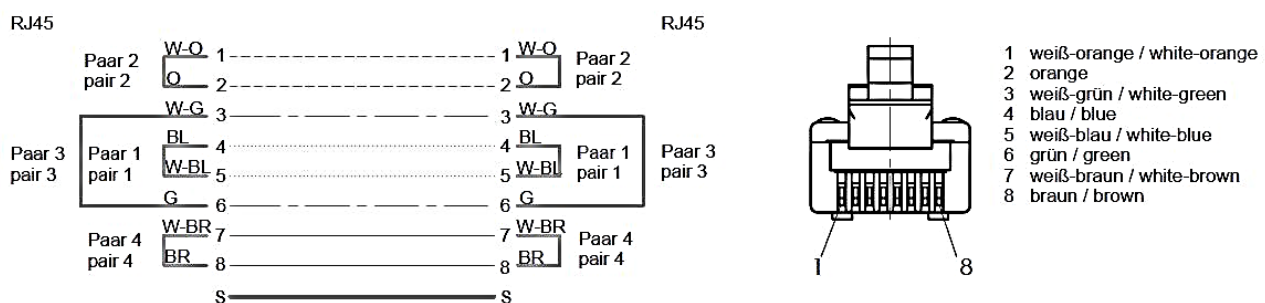 RJ45 RJ45
Paar 2
pair 2
W-O 1 1 W-O
O 2 2 O
Paar 2
pair 2
W-G 3 3 W-G
Paar 3
pair 3
Paar 1
pair 1
BL 4 4 BL
W-BL 5 5 W-BL
Paar 1
pair 1
Paar 3
pair 3
G 6 6 G
Paar 4
pair 4
W-BR 7 7 W-BR
BR 8 8 BR
Paar 4
pair 4
S S
1 8
1 weiß-orange / white-orange
2 orange
3 weiß-grün / white-green
4 blau / blue
5 weiß-blau / white-blue
6 grün / green
7 weiß-braun / white-brown
8 braun / brown